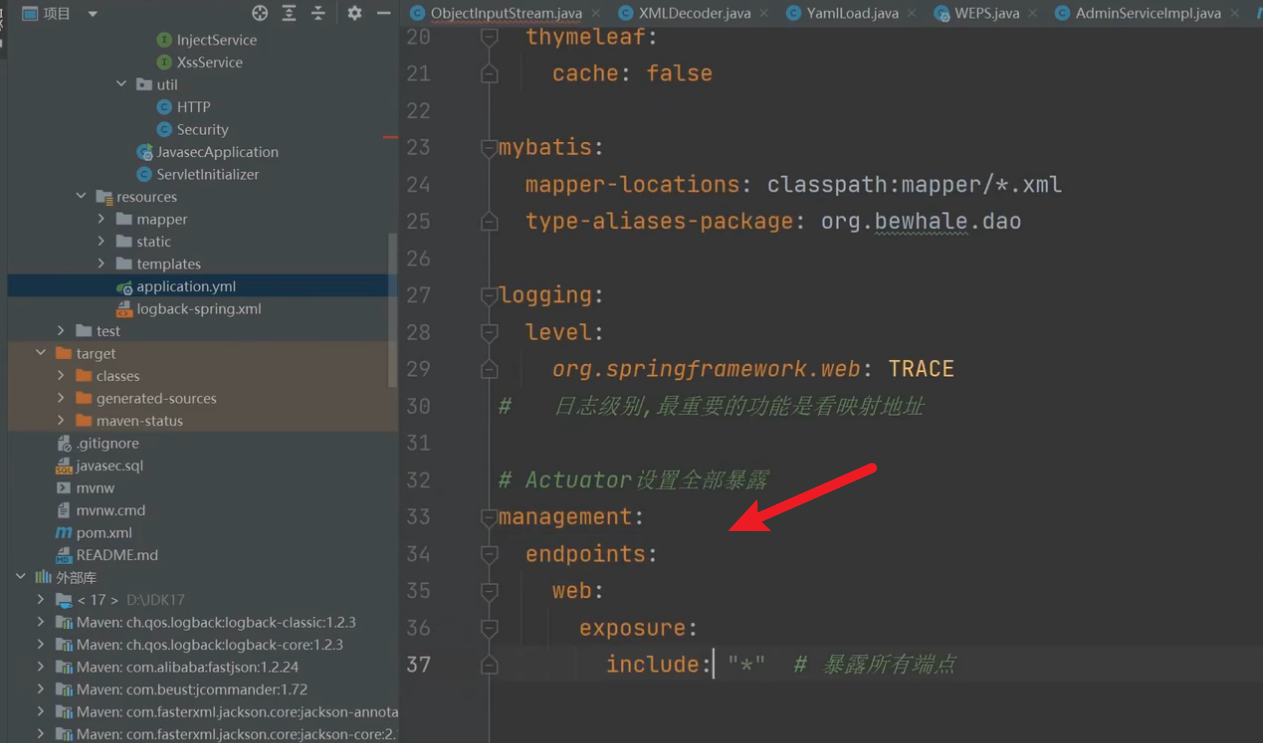 项目
InjectService
XssService
util
HTTP
Security
JavasecApplication
ServletInitializer
resources
mapper
static
templates
application.yml
logback-spring.xml
test
target
classes
generated-sources
maven-status
.gitignore
javasec.sql
mvnw
mvnw.cmd
pom.xml
README.md
外部库
< 17 > D:\JDK17
Maven: ch.qos.logback:logback-classic:1.2.3
Maven: ch.qos.logback:logback-core:1.2.3
Maven: com.alibaba:fastjson:1.2.24
Maven: com.beust:jcommander:1.72
Maven: com.fasterxml.jackson.core:jackson-annota
Maven: com.fasterxml.jackson.core:jackson-core:2.
ObjectInputStream.java XMLDecoder.java YamlLoad.java WEPS.java AdminServiceImpl.java
20 thymeleaf:
21 cache: false
22
23 mybatis:
24 mapper-locations: classpath:mapper/*.xml
25 type-aliases-package: org.bewhale.dao
26
27 logging:
28 level:
29 org.springframework.web: TRACE
30 # 日志级别,最重要的功能是看映射地址
31
32 # Actuator设置全部暴露
33 management:
34 endpoints:
35 web:
36 exposure:
37 include: "*" # 暴露所有端点